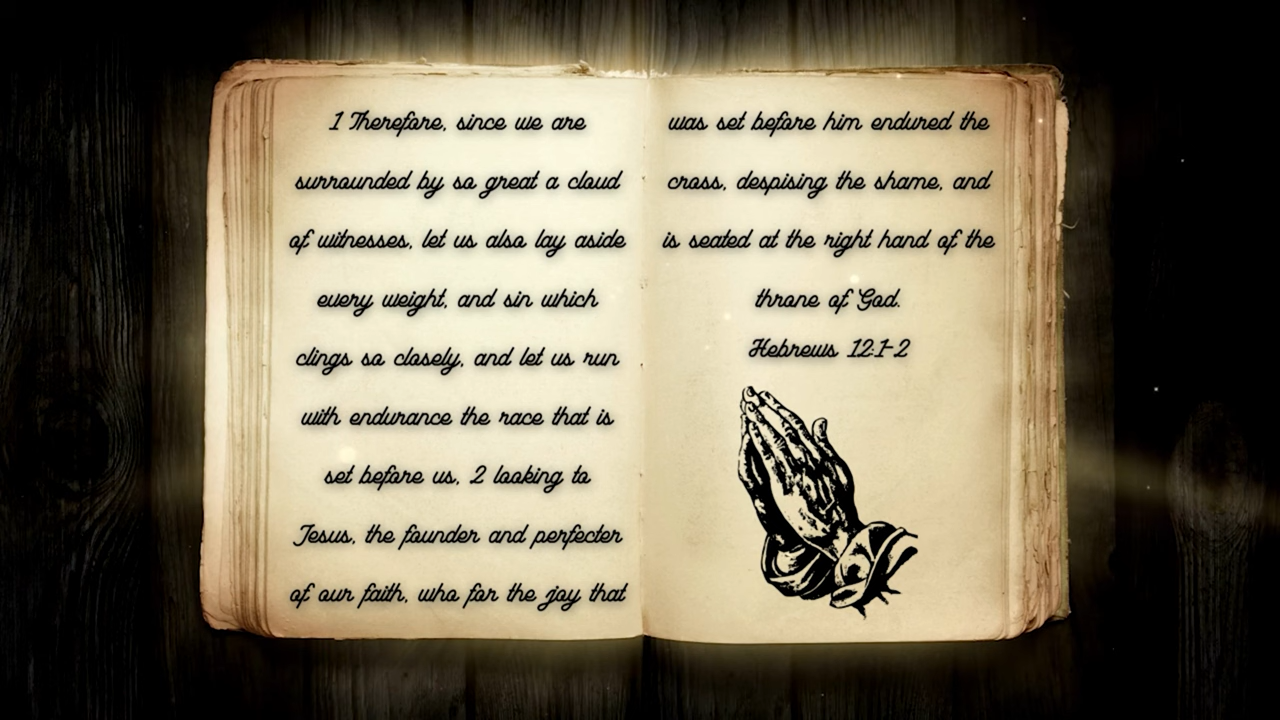 1 Therefore, since we are
surrounded by so great a cloud
of witnesses, let us also lay aside
every weight, and sin which
clings so closely, and let us run
with endurance the race that is
set before us, 2 looking to
Jesus, the founder and perfecter
of our faith, who for the joy that
was set before him endured the
cross, despising the shame, and
is seated at the right hand of the
throne of God.
Hebrews 12:1-2